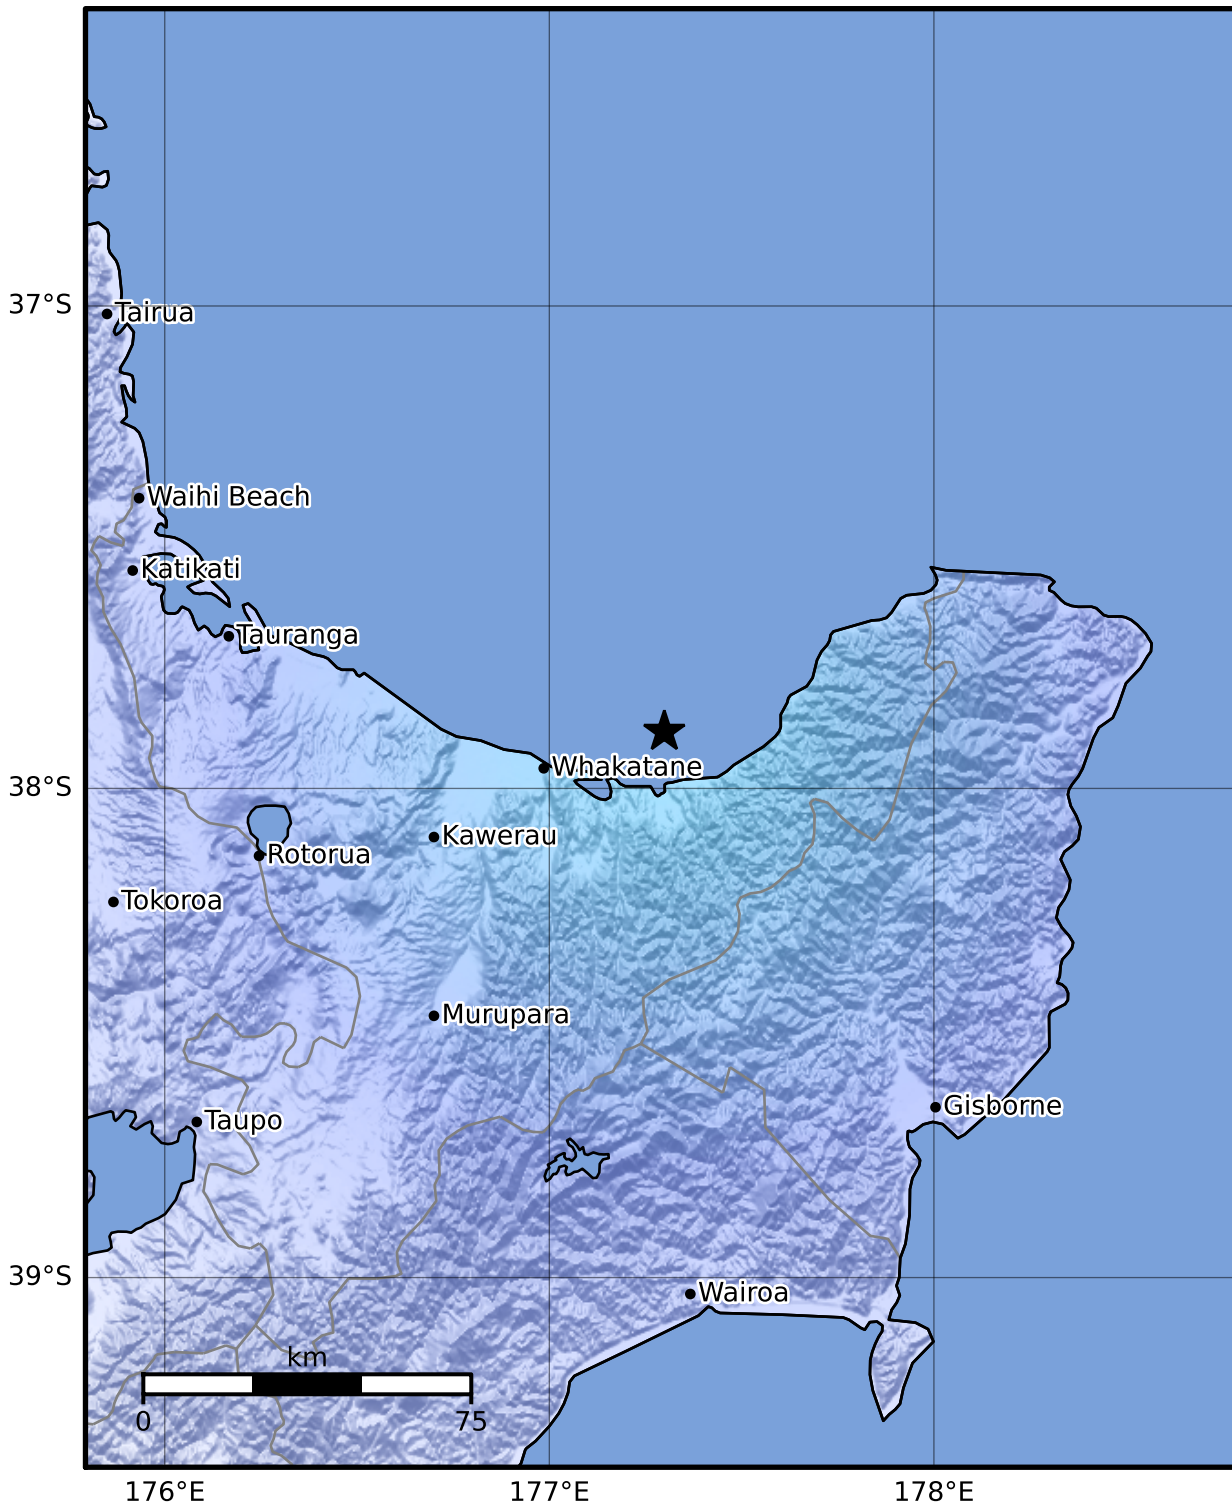 37°S
Tairua
Waihi Beach
Katikati
Tauranga
Whakatane
38°S
Kawerau
Rotorua
Tokoroa
Murupara
Gisborne
Taupo
39°S
Wairoa
km
0 75
176°E 177°E 178°E